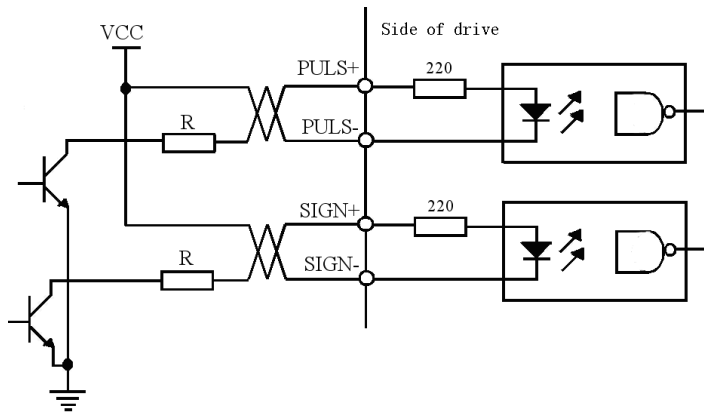 Side of drive
VCC
PULS+
220
R
PULS-
SIGN+
220
R
SIGN-